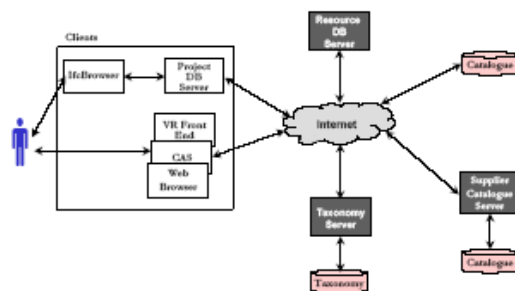 Clients
IfcBrowser
Project
DB
Server
VR Front
End
CAS
Web
Browser
Internet
Resource
DB
Server
Catalogue
Taxonomy
Server
Taxonomy
Supplier
Catalogue
Server
Catalogue